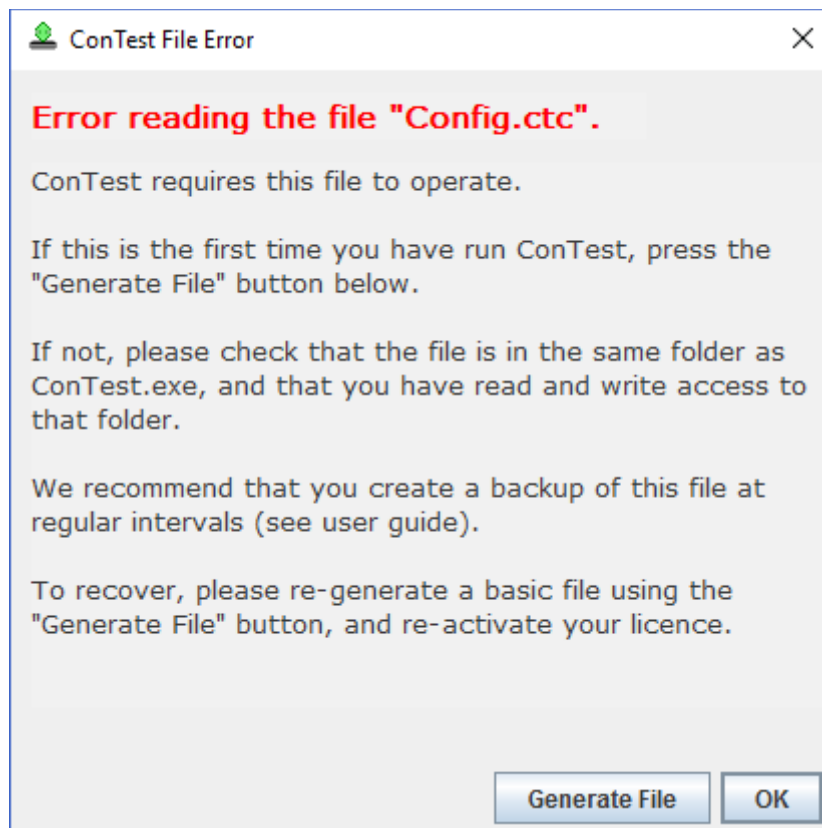 ConTest File Error
Error reading the file "Config.ctc".
ConTest requires this file to operate.
If this is the first time you have run ConTest, press the
"Generate File" button below.
If not, please check that the file is in the same folder as
ConTest.exe, and that you have read and write access to
that folder.
We recommend that you create a backup of this file at
regular intervals (see user guide).
To recover, please re-generate a basic file using the
"Generate File" button, and re-activate your licence.
Generate File OK